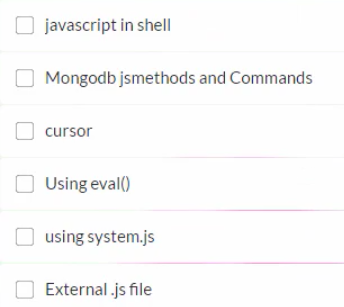 javascript in shell
Mongodb jsmethods and Commands
cursor
Using eval()
using system.js
External .js file